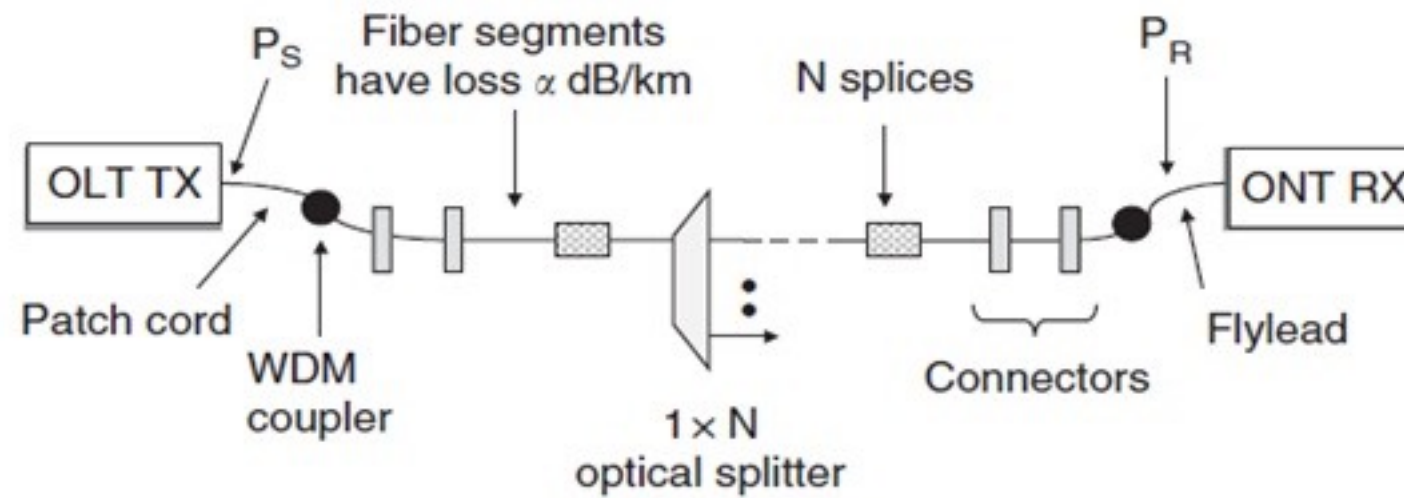 P_S
Fiber segments
have loss α dB/km
N splices
P_R
OLT TX
ONT RX
Patch cord
WDM
coupler
1 × N
optical splitter
Connectors
Flylead